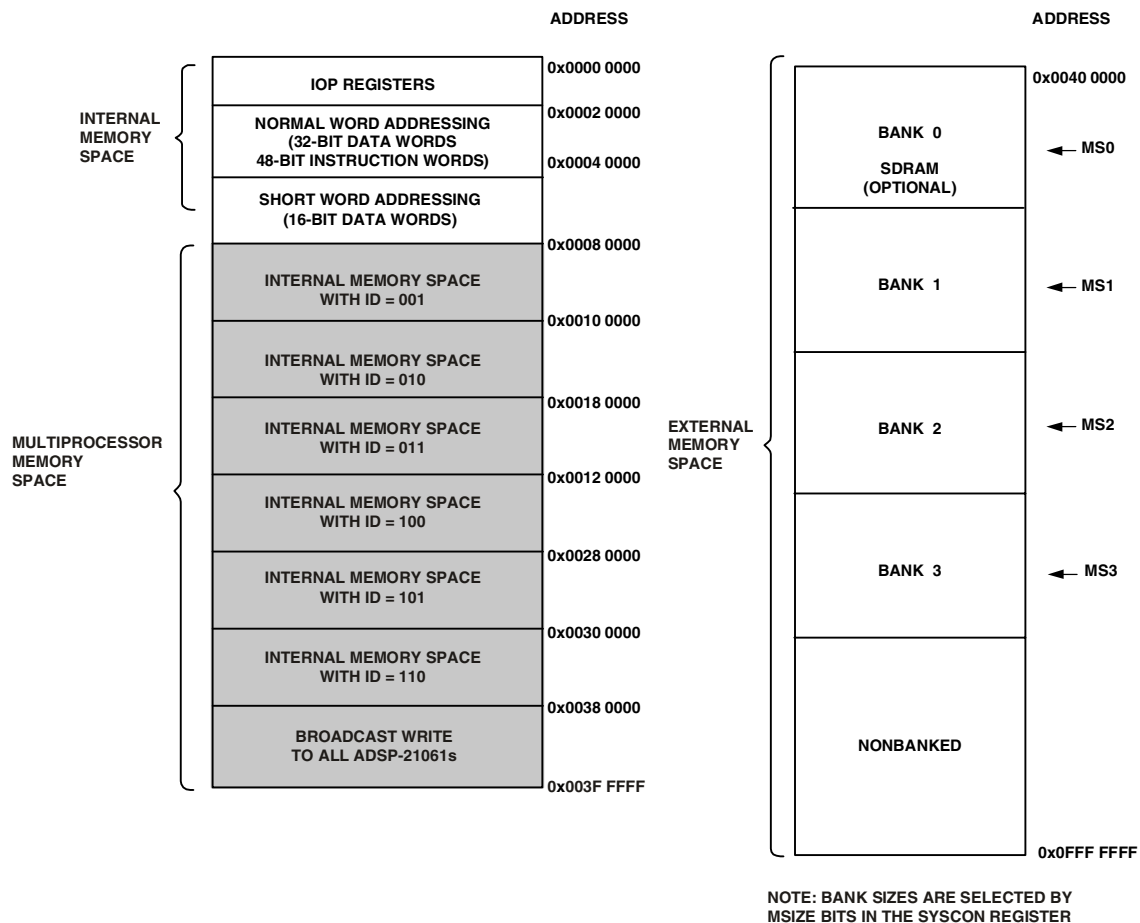 ADDRESS
0x0000 0000
IOP REGISTERS
0x0002 0000
INTERNAL
MEMORY
SPACE
NORMAL WORD ADDRESSING
(32-BIT DATA WORDS
48-BIT INSTRUCTION WORDS)
0x0004 0000
SHORT WORD ADDRESSING
(16-BIT DATA WORDS)
0x0008 0000
INTERNAL MEMORY SPACE
WITH ID = 001
0x0010 0000
INTERNAL MEMORY SPACE
WITH ID = 010
0x0018 0000
MULTIPROCESSOR
MEMORY
SPACE
INTERNAL MEMORY SPACE
WITH ID = 011
0x0012 0000
INTERNAL MEMORY SPACE
WITH ID = 100
0x0028 0000
INTERNAL MEMORY SPACE
WITH ID = 101
0x0030 0000
INTERNAL MEMORY SPACE
WITH ID = 110
0x0038 0000
BROADCAST WRITE
TO ALL ADSP-21061s
0x003F FFFF
ADDRESS
0x0040 0000
BANK 0
MS0
SDRAM
(OPTIONAL)
BANK 1
MS1
EXTERNAL
MEMORY
SPACE
BANK 2
MS2
BANK 3
MS3
NONBANKED
0x0FFF FFFF
NOTE: BANK SIZES ARE SELECTED BY
MSIZE BITS IN THE SYSCON REGISTER